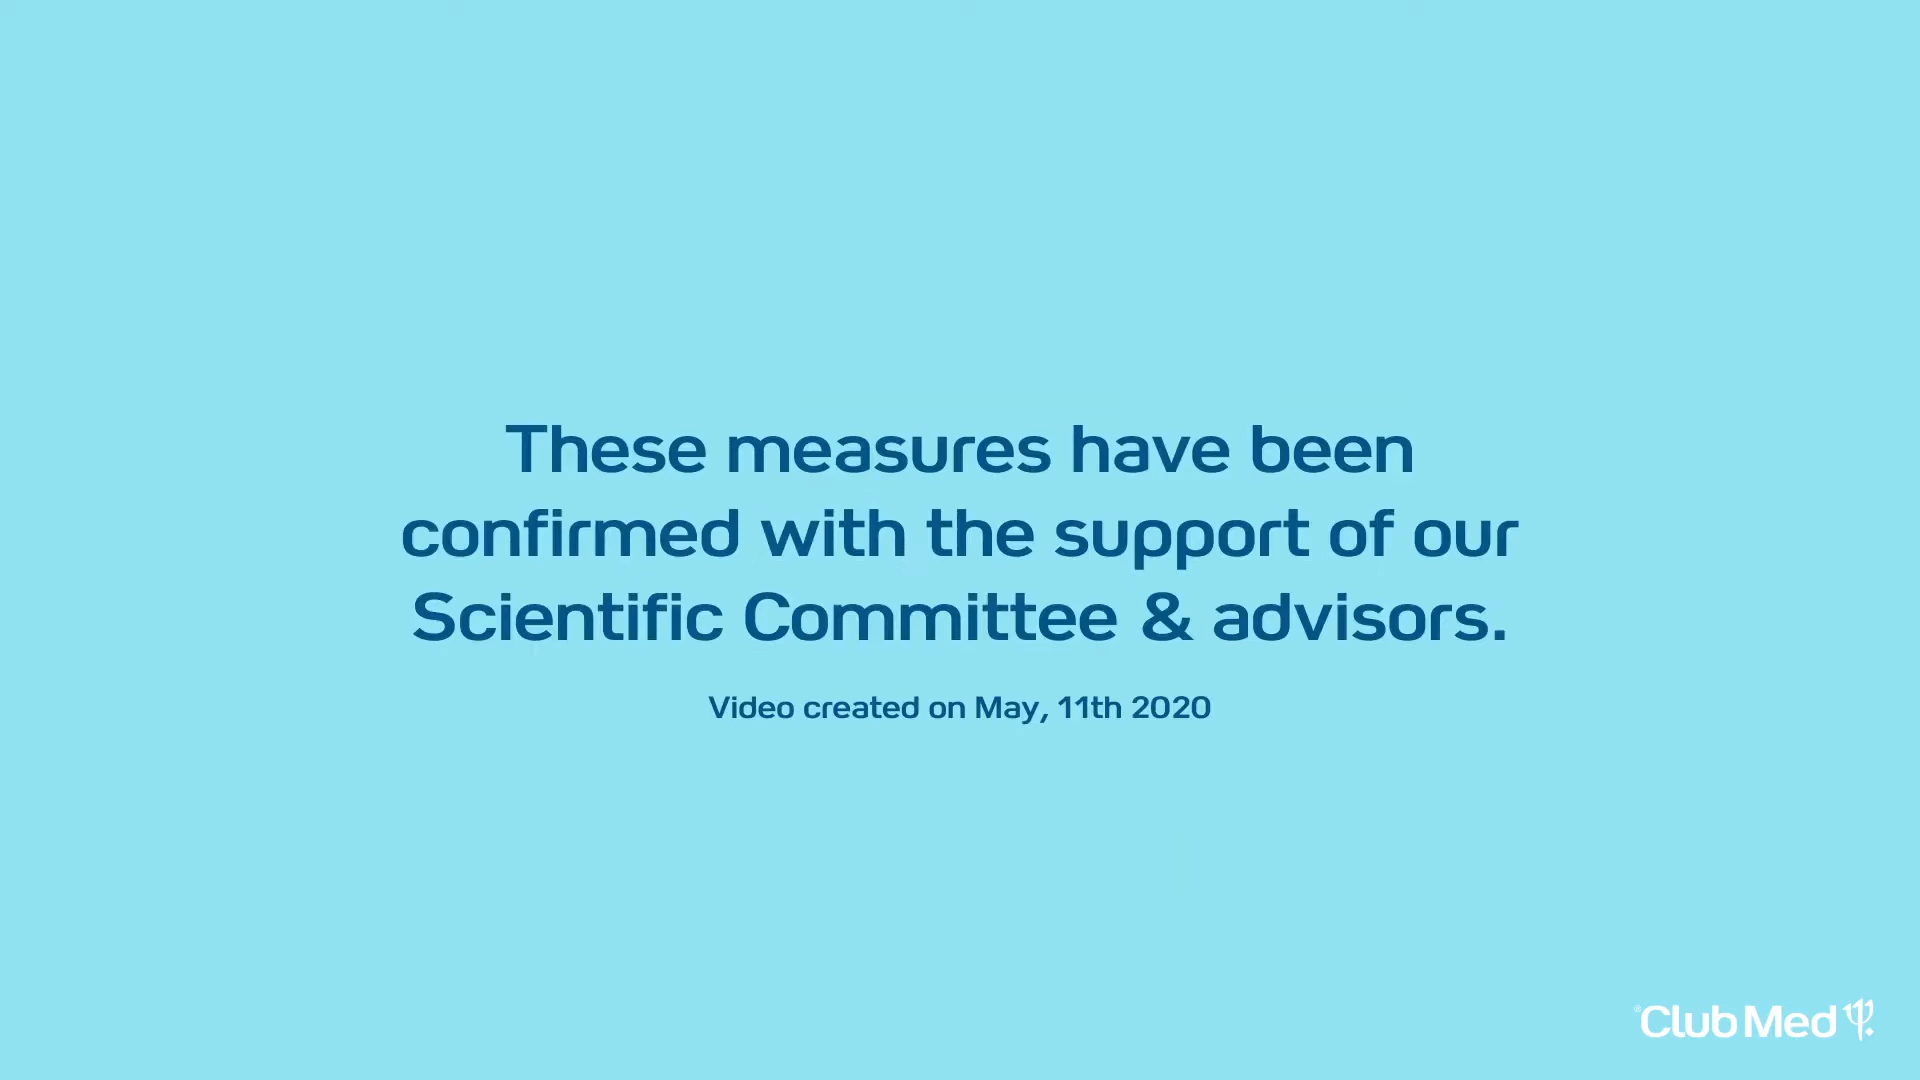 These measures have been
confirmed with the support of our
Scientific Committee & advisors.
Video created on May, 11th 2020
Club Med